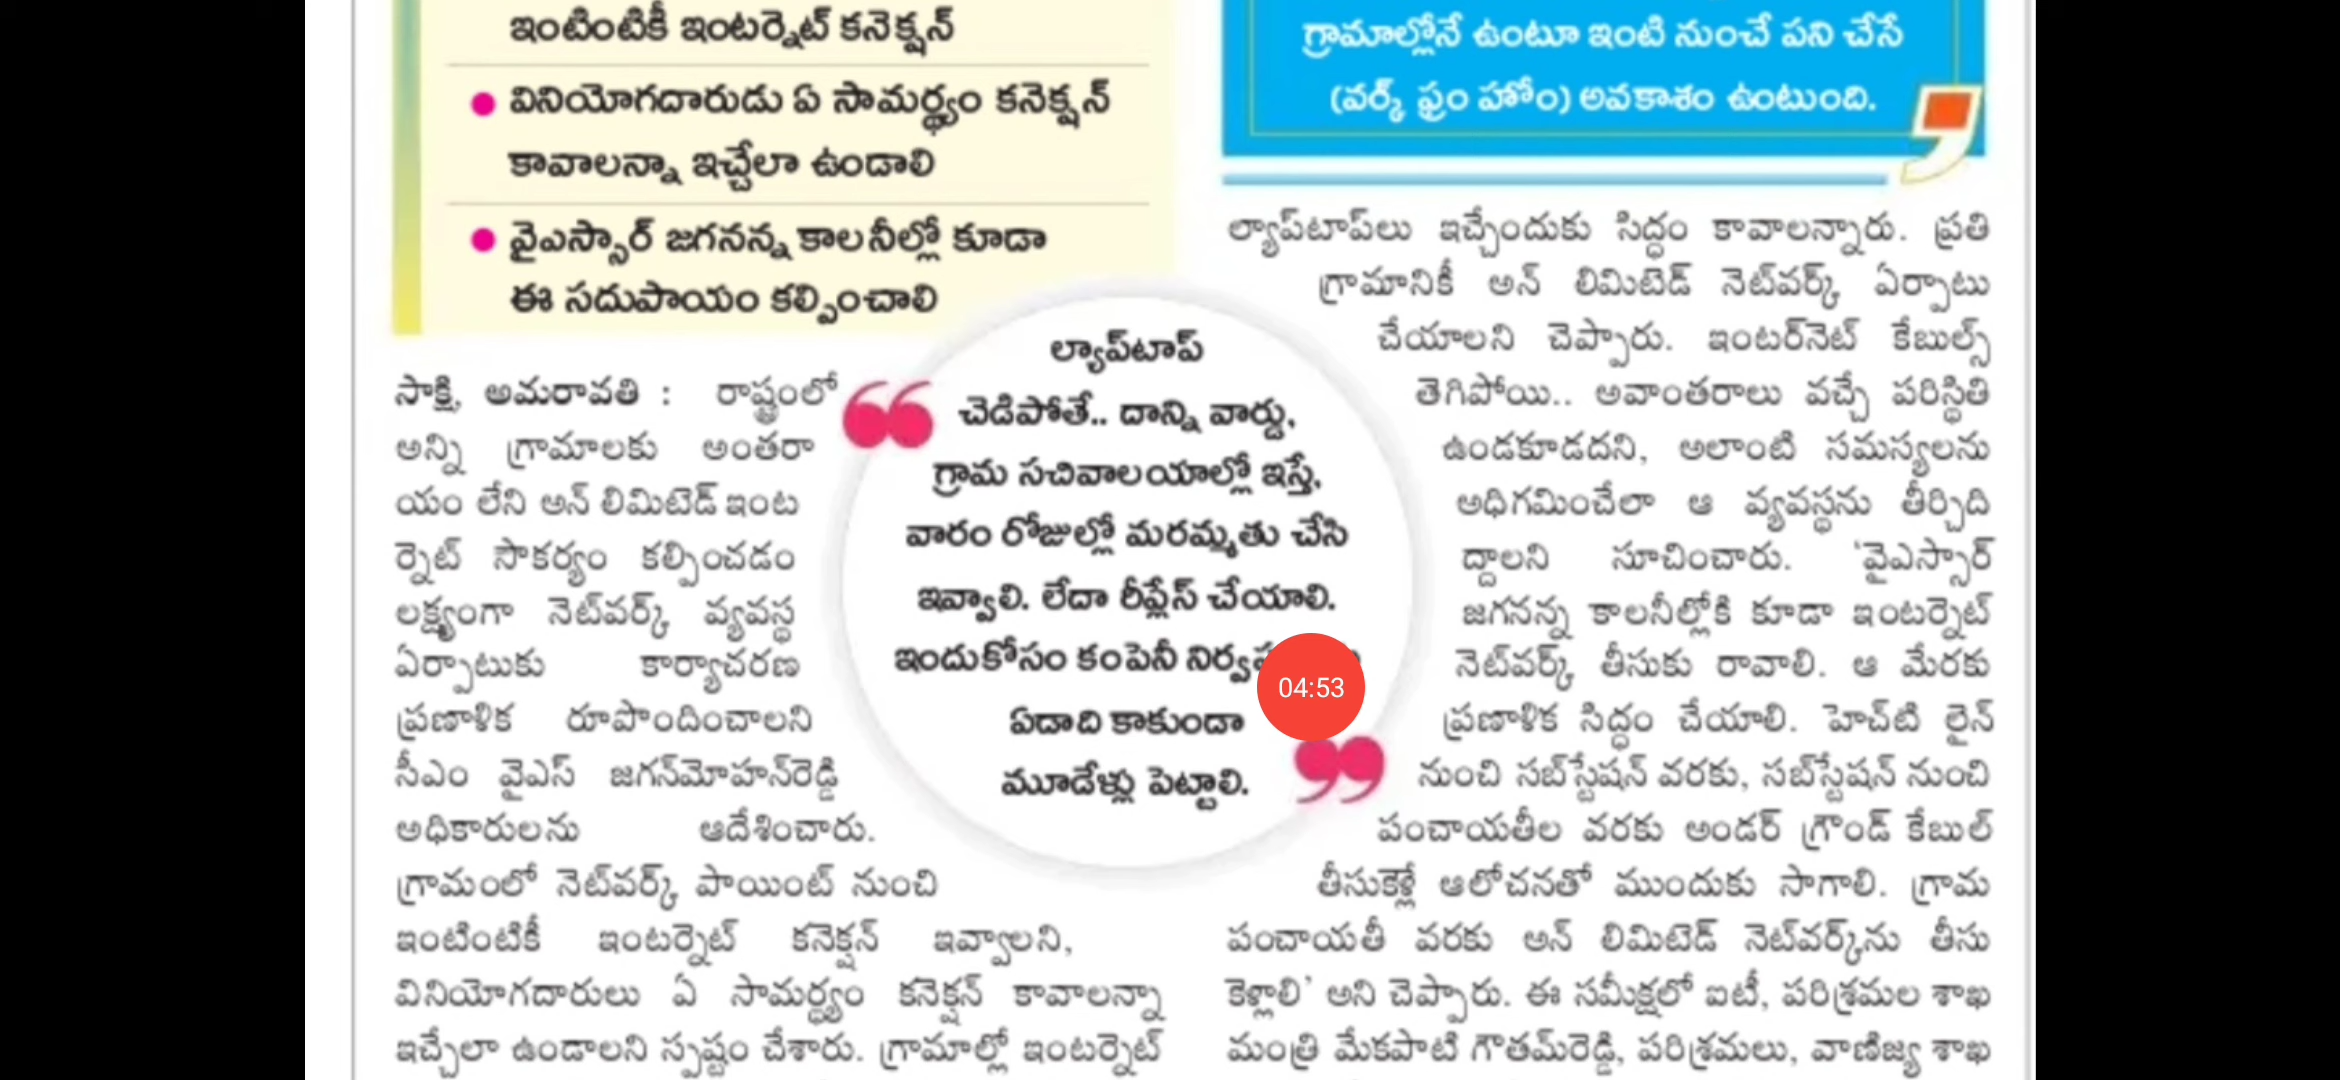 ఇంటింటికీ ఇంటర్నెట్ కనెక్షన్
● వినియోగదారుడు ఏ సామర్థ్యం కనెక్షన్
కావాలన్నా ఇచ్చేలా ఉండాలి
● వైఎస్సార్ జగనన్న కాలనీల్లో కూడా
ఈ సదుపాయం కల్పించాలి
సాక్షి, అమరావతి : రాష్ట్రంలో
అన్ని గ్రామాలకు అంతరా
యం లేని అన్ లిమిటెడ్ ఇంట
ర్నెట్ సౌకర్యం కల్పించడం
లక్ష్యంగా నెట్‌వర్క్ వ్యవస్థ
ఏర్పాటుకు కార్యాచరణ
ప్రణాళిక రూపొందించాలని
సీఎం వైఎస్ జగన్‌మోహన్‌రెడ్డి
అధికారులను ఆదేశించారు.
గ్రామంలో నెట్‌వర్క్ పాయింట్ నుంచి
ఇంటింటికీ ఇంటర్నెట్ కనెక్షన్ ఇవ్వాలని,
వినియోగదారులు ఏ సామర్థ్యం కనెక్షన్ కావాలన్నా
ఇచ్చేలా ఉండాలని స్పష్టం చేశారు. గ్రామాల్లో ఇంటర్నెట్
❝ ల్యాప్‌టాప్
చెడిపోతే.. దాన్ని వార్డు,
గ్రామ సచివాలయాల్లో ఇస్తే,
వారం రోజుల్లో మరమ్మతు చేసి
ఇవ్వాలి. లేదా రీప్లేస్ చేయాలి.
ఇందుకోసం కంపెనీ
04:53
ఏడాది కాకుండా
మూడేళ్లు పెట్టాలి. ❞
గ్రామాల్లోనే ఉంటూ ఇంటి నుంచే పని చేసే
(వర్క్ ఫ్రం హోం) అవకాశం ఉంటుంది. ’
ల్యాప్‌టాప్‌లు ఇచ్చేందుకు సిద్ధం కావాలన్నారు. ప్రతి
గ్రామానికీ అన్ లిమిటెడ్ నెట్‌వర్క్ ఏర్పాటు
చేయాలని చెప్పారు. ఇంటర్‌నెట్ కేబుల్స్
తెగిపోయి.. అవాంతరాలు వచ్చే పరిస్థితి
ఉండకూడదని, అలాంటి సమస్యలను
అధిగమించేలా ఆ వ్యవస్థను తీర్చిది
ద్దాలని సూచించారు. ‘వైఎస్సార్
జగనన్న కాలనీల్లోకి కూడా ఇంటర్నెట్
నెట్‌వర్క్ తీసుకు రావాలి. ఆ మేరకు
ప్రణాళిక సిద్ధం చేయాలి. హెచ్‌టి లైన్
నుంచి సబ్‌స్టేషన్ వరకు, సబ్‌స్టేషన్ నుంచి
పంచాయతీల వరకు అండర్ గ్రౌండ్ కేబుల్
తీసుకెళ్లే ఆలోచనతో ముందుకు సాగాలి. గ్రామ
పంచాయతీ వరకు అన్ లిమిటెడ్ నెట్‌వర్క్‌ను తీసు
కెళ్లాలి’ అని చెప్పారు. ఈ సమీక్షలో ఐటీ, పరిశ్రమల శాఖ
మంత్రి మేకపాటి గౌతమ్‌రెడ్డి, పరిశ్రమలు, వాణిజ్య శాఖ